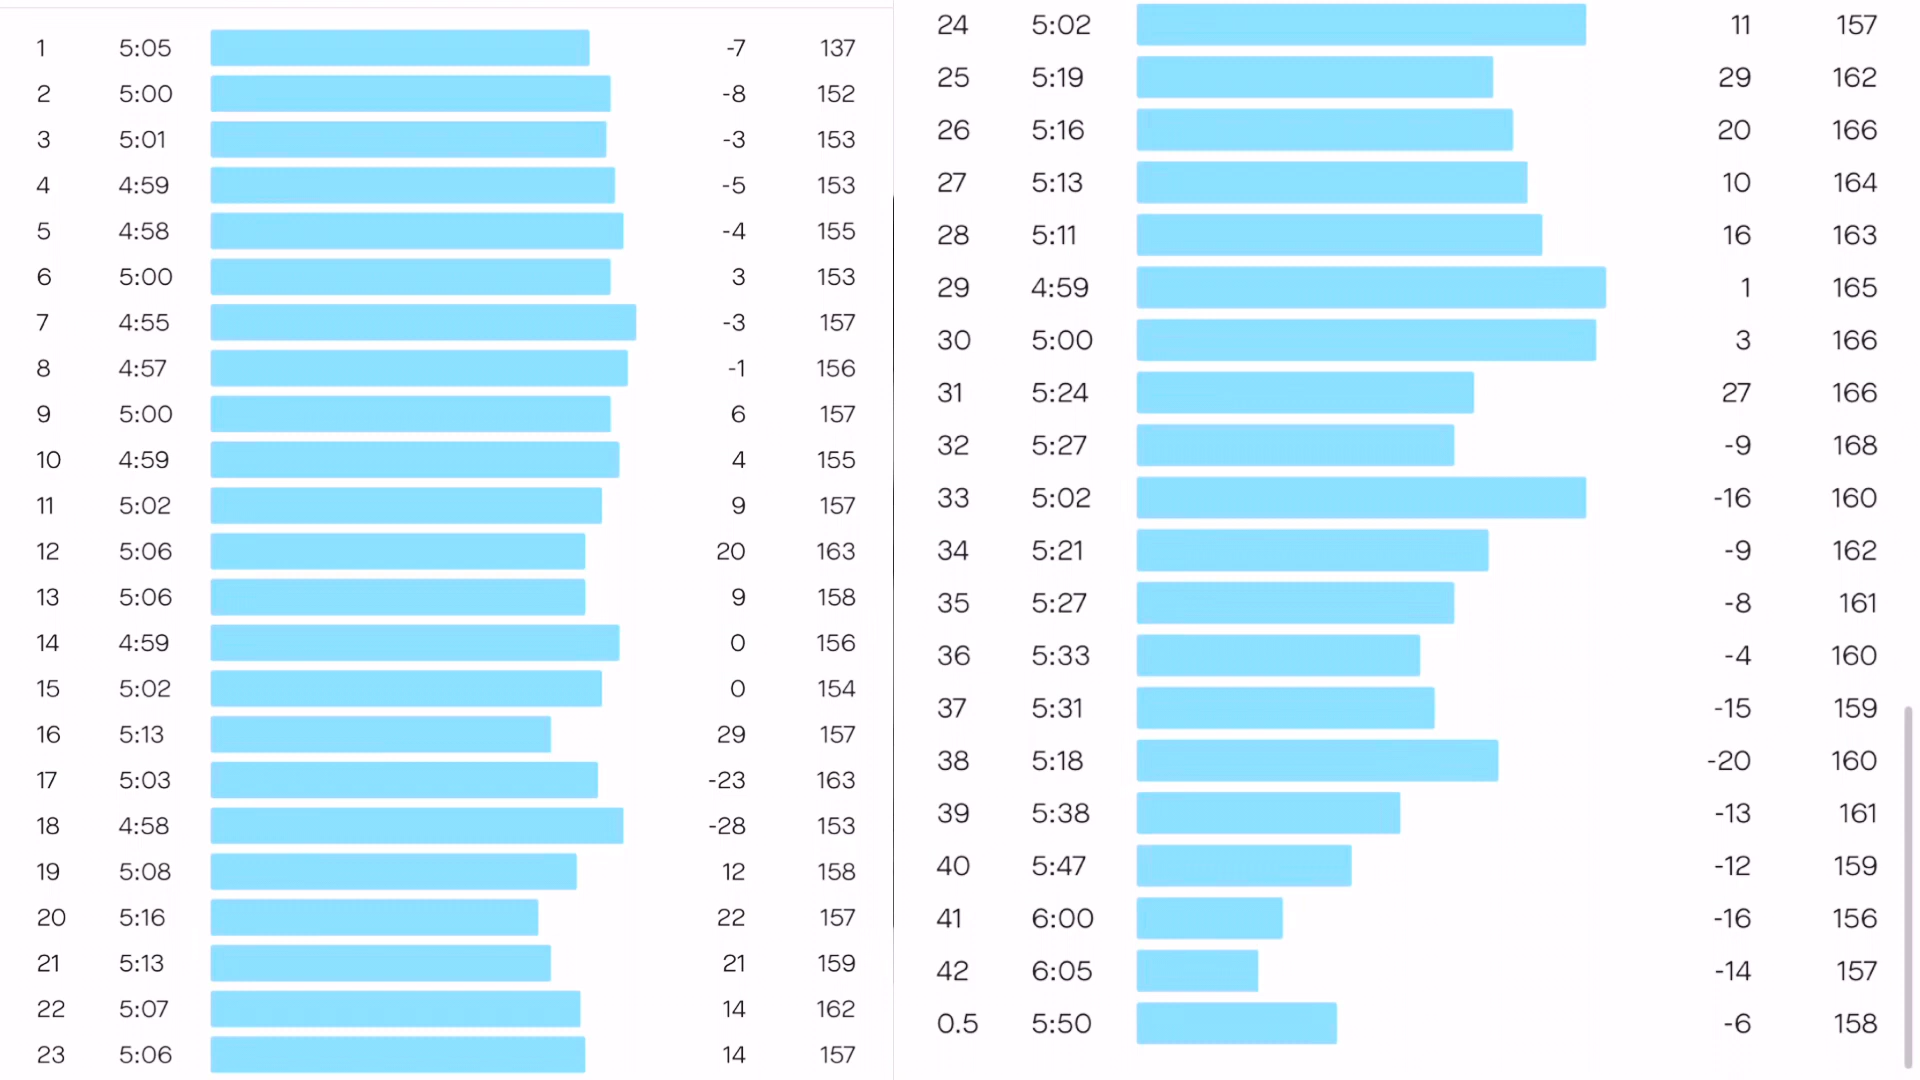 1 5:05 -7 137
2 5:00 -8 152
3 5:01 -3 153
4 4:59 -5 153
5 4:58 -4 155
6 5:00 3 153
7 4:55 -3 157
8 4:57 -1 156
9 5:00 6 157
10 4:59 4 155
11 5:02 9 157
12 5:06 20 163
13 5:06 9 158
14 4:59 0 156
15 5:02 0 154
16 5:13 29 157
17 5:03 -23 163
18 4:58 -28 153
19 5:08 12 158
20 5:16 22 157
21 5:13 21 159
22 5:07 14 162
23 5:06 14 157
24 5:02 11 157
25 5:19 29 162
26 5:16 20 166
27 5:13 10 164
28 5:11 16 163
29 4:59 1 165
30 5:00 3 166
31 5:24 27 166
32 5:27 -9 168
33 5:02 -16 160
34 5:21 -9 162
35 5:27 -8 161
36 5:33 -4 160
37 5:31 -15 159
38 5:18 -20 160
39 5:38 -13 161
40 5:47 -12 159
41 6:00 -16 156
42 6:05 -14 157
0.5 5:50 -6 158